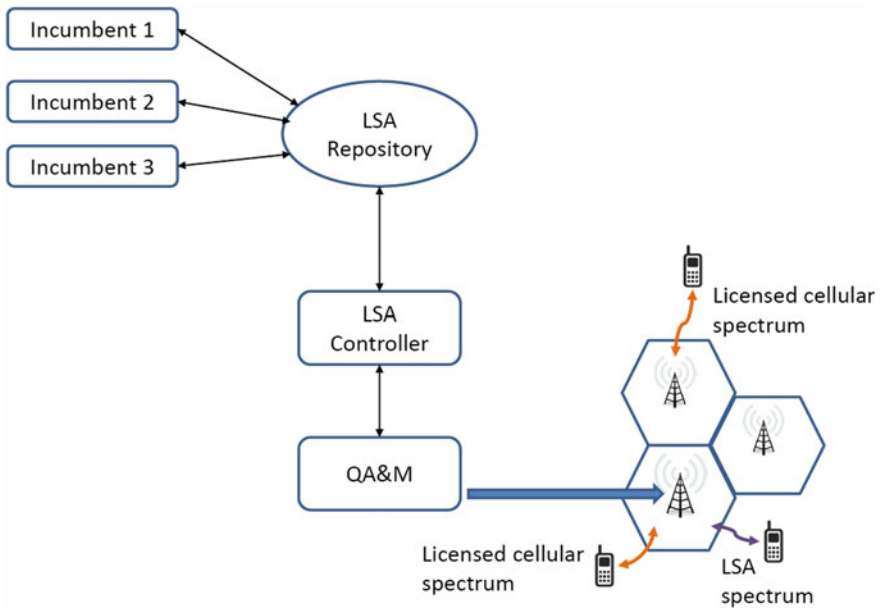 Incumbent 1
Incumbent 2
Incumbent 3
LSA
Repository
LSA
Controller
QA&M
Licensed cellular
spectrum
Licensed cellular
spectrum
LSA
spectrum